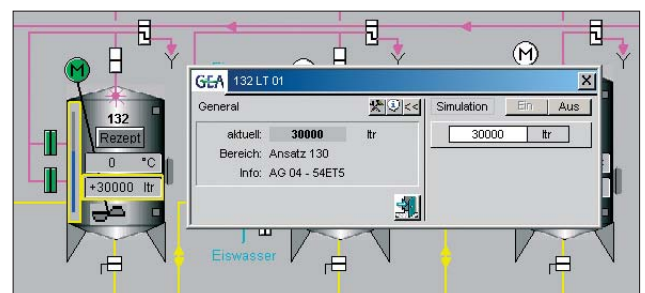 M
132
Rezept
0 °C
+30000 ltr
GEA 132 LT 01
General <<
aktuell: 30000 ltr
Bereich: Ansatz 130
Info: AG 04 - 54ET5
Simulation Ein Aus
30000 ltr
M
Eiswasser